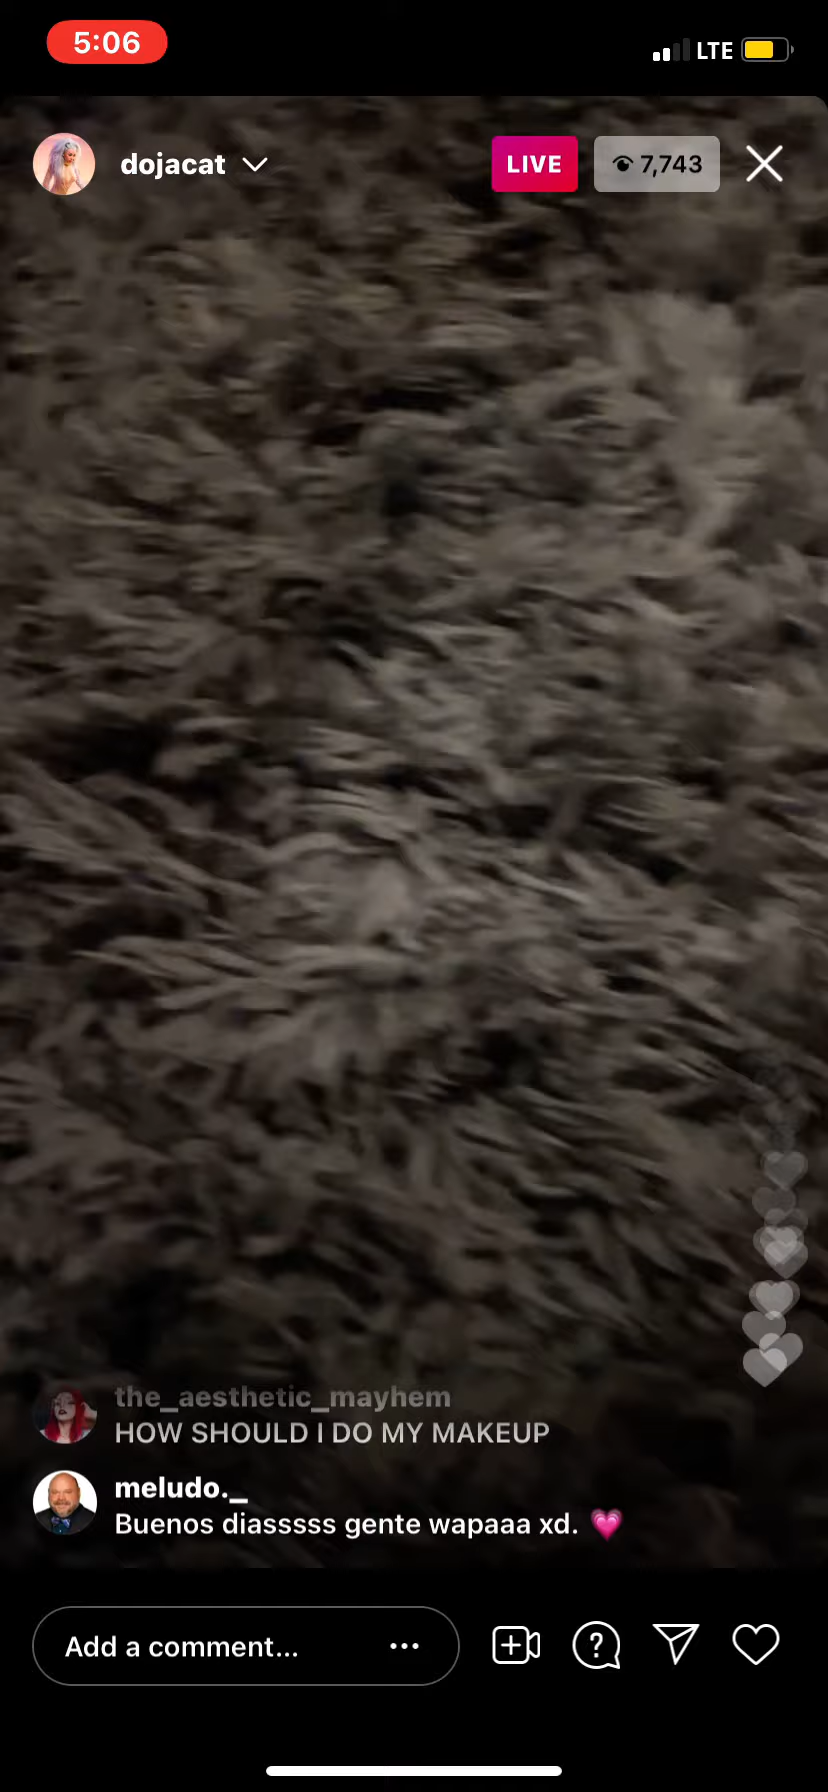 5:06
LTE
dojacat
LIVE
7,743
the_aesthetic_mayhem
HOW SHOULD I DO MY MAKEUP
meludo._
Buenos diasssss gente wapaaa xd. 💗
Add a comment...